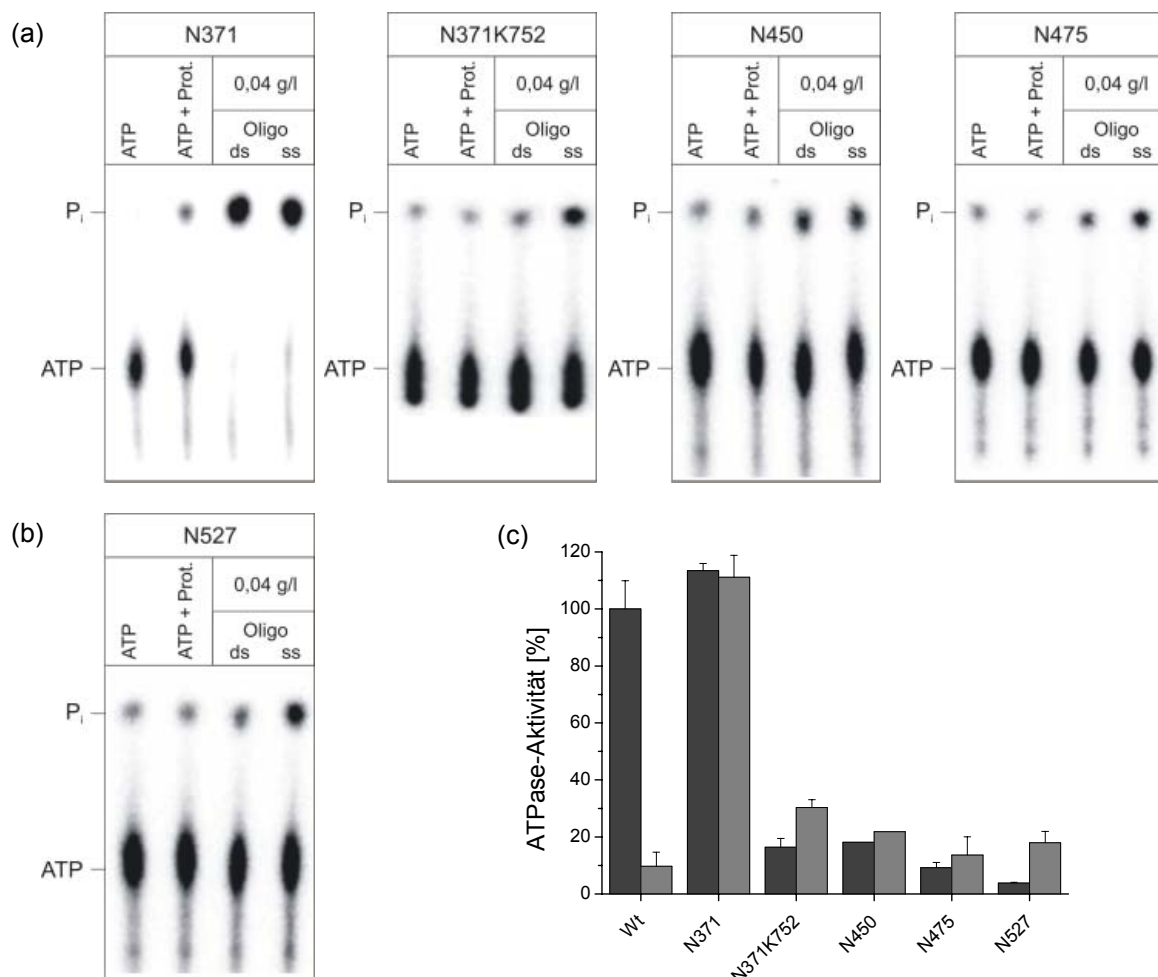 (a)
N371
ATP
ATP + Prot.
0,04 g/l
Oligo
ds ss
Pi
ATP
N371K752
ATP
ATP + Prot.
0,04 g/l
Oligo
ds ss
Pi
ATP
N450
ATP
ATP + Prot.
0,04 g/l
Oligo
ds ss
Pi
ATP
N475
ATP
ATP + Prot.
0,04 g/l
Oligo
ds ss
Pi
ATP
(b)
N527
ATP
ATP + Prot.
0,04 g/l
Oligo
ds ss
Pi
ATP
(c)
ATPase-Aktivität [%]
120
100
80
60
40
20
0
Wt
N371
N371K752
N450
N475
N527